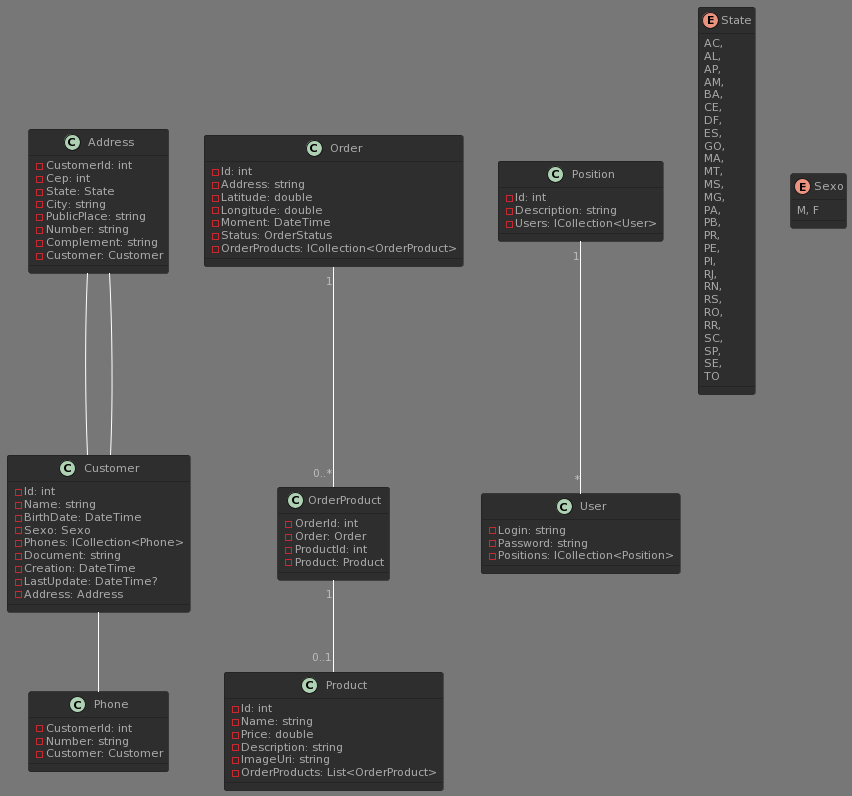 C Address
CustomerId: int
Cep: int
State: State
City: string
PublicPlace: string
Number: string
Complement: string
Customer: Customer
C Order
Id: int
Address: string
Latitude: double
Longitude: double
Moment: DateTime
Status: OrderStatus
OrderProducts: ICollection<OrderProduct>
C Position
Id: int
Description: string
Users: ICollection<User>
E State
AC,
AL,
AP,
AM,
BA,
CE,
DF,
ES,
GO,
MA,
MT,
MS,
MG,
PA,
PB,
PR,
PE,
PI,
RJ,
RN,
RS,
RO,
RR,
SC,
SP,
SE,
TO
E Sexo
M, F
1
1
0..*
*
C Customer
Id: int
Name: string
BirthDate: DateTime
Sexo: Sexo
Phones: ICollection<Phone>
Document: string
Creation: DateTime
LastUpdate: DateTime?
Address: Address
C OrderProduct
OrderId: int
Order: Order
ProductId: int
Product: Product
C User
Login: string
Password: string
Positions: ICollection<Position>
1
0..1
C Phone
CustomerId: int
Number: string
Customer: Customer
C Product
Id: int
Name: string
Price: double
Description: string
ImageUri: string
OrderProducts: List<OrderProduct>